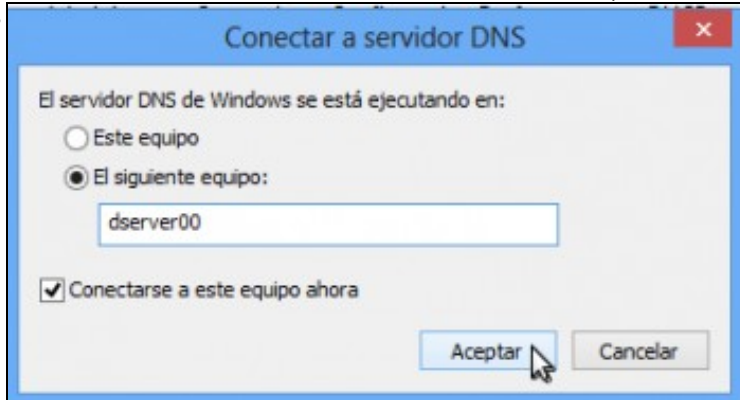 Conectar a servidor DNS
El servidor DNS de Windows se está ejecutando en:
Este equipo
El siguiente equipo:
dserver00
Conectarse a este equipo ahora
Aceptar
Cancelar